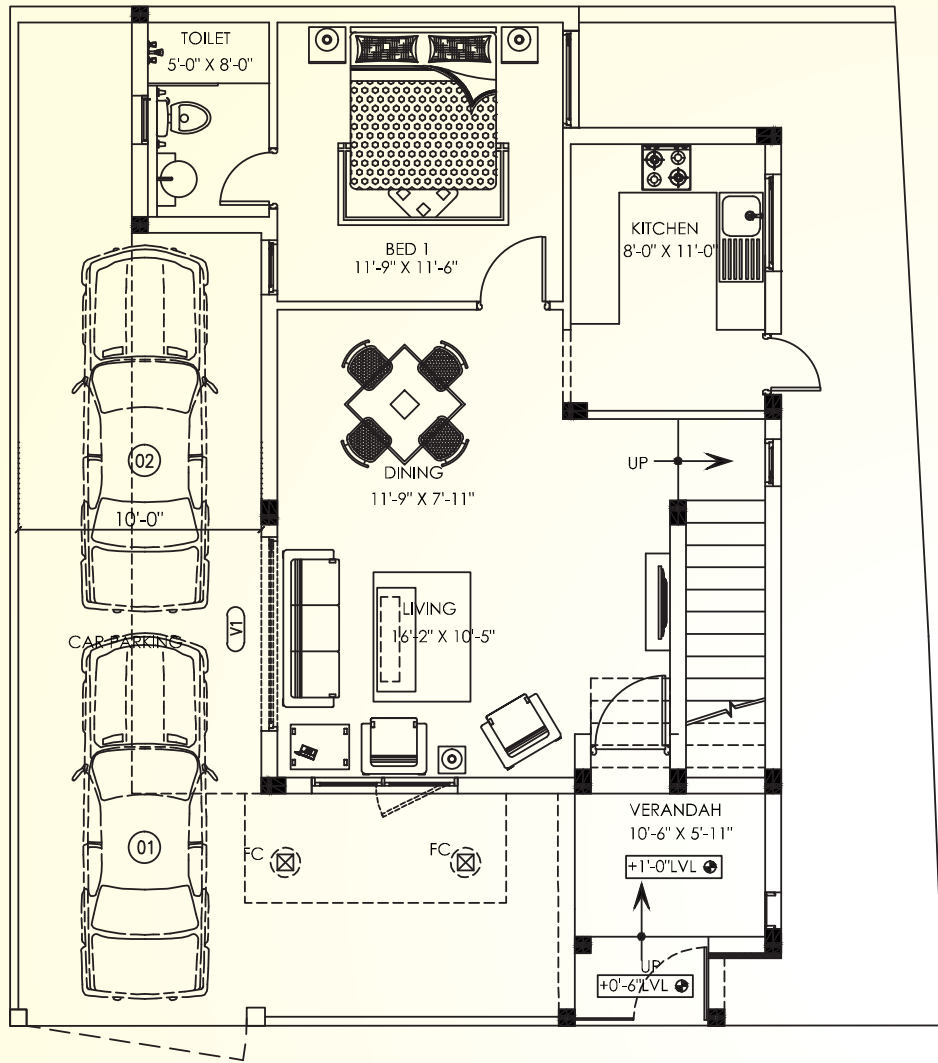 TOILET
5'-0" X 8'-0"
BED 1
11'-9" X 11'-6"
KITCHEN
8'-0" X 11'-0"
02
10'-0"
DINING
11'-9" X 7'-11"
UP
LIVING
16'-2" X 10'-5"
V1
CAR PARKING
01
FC
FC
VERANDAH
10'-6" X 5'-11"
+1'-0"LVL
UP
+0'-6"LVL